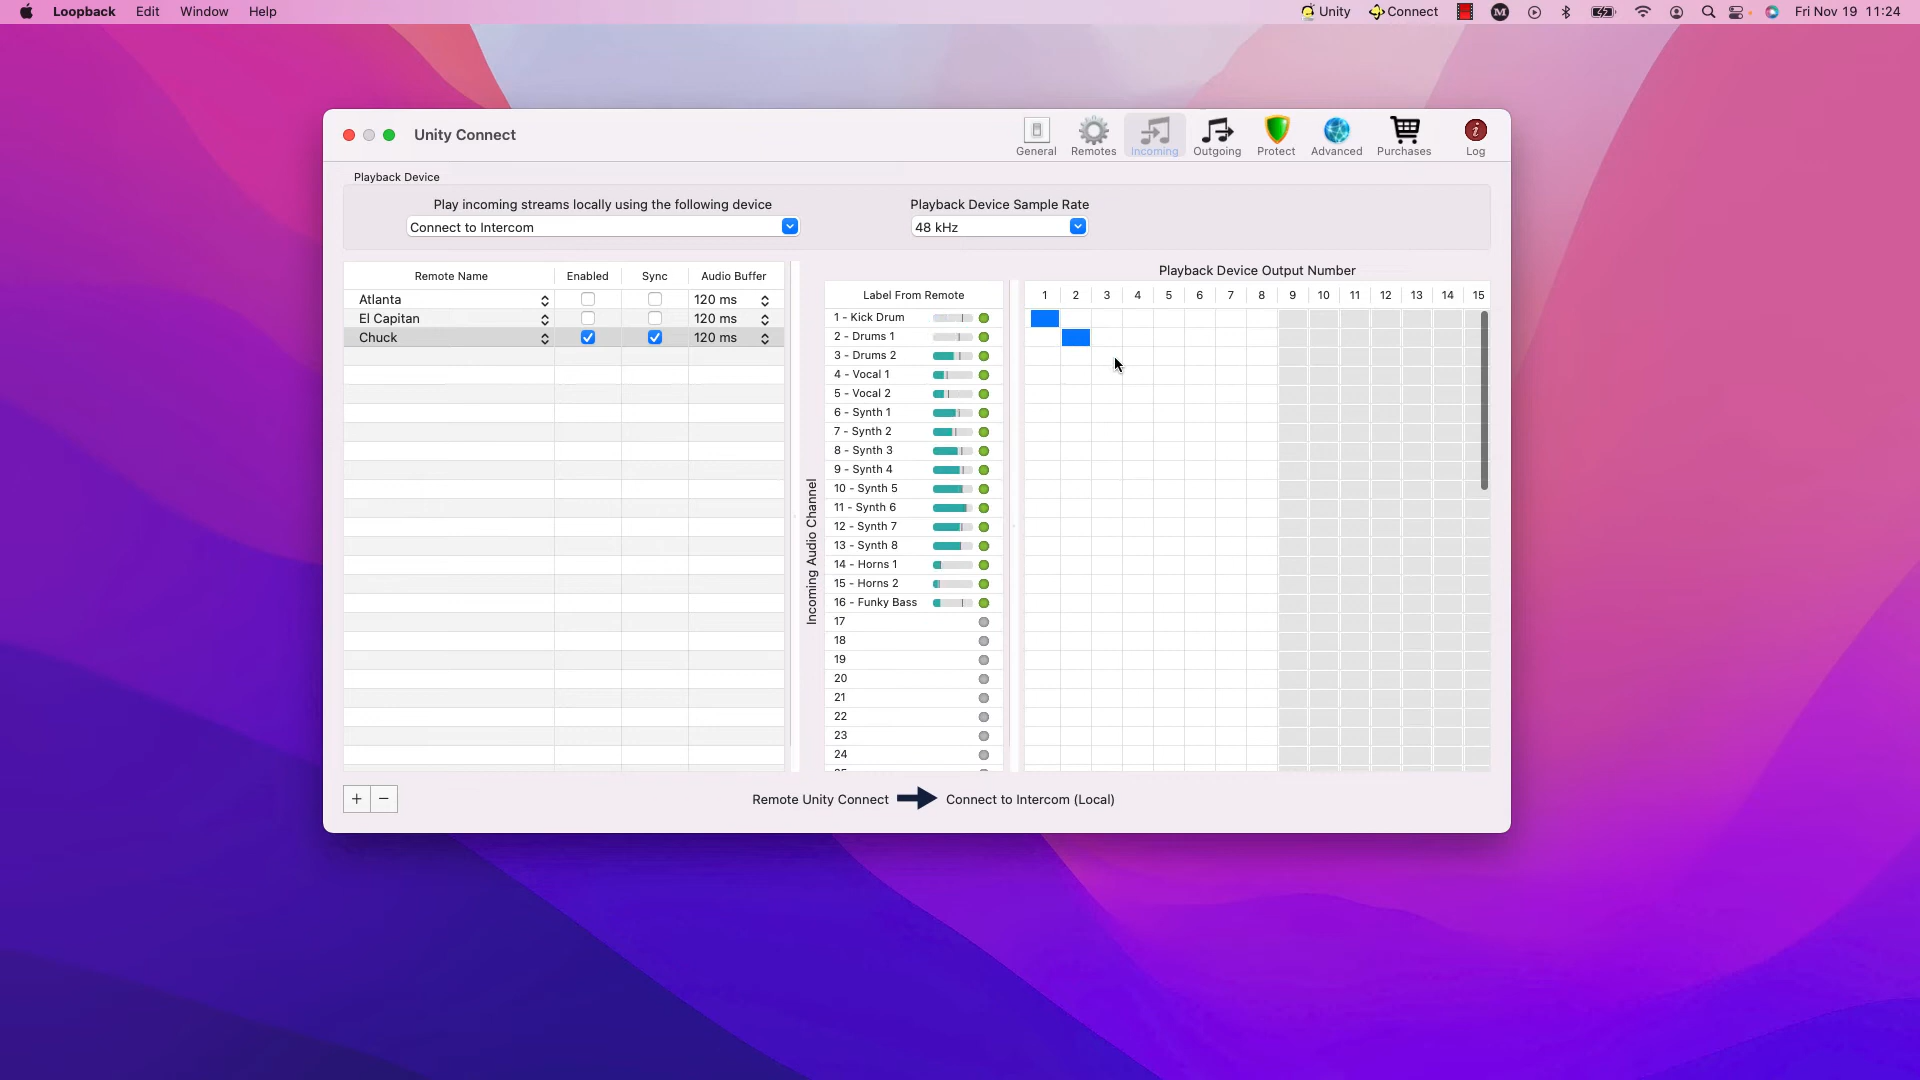 Loopback Edit Window Help Unity Connect Fri Nov 19 11:24
Unity Connect
General Remotes Incoming Outgoing Protect Advanced Purchases Log
Playback Device
Play incoming streams locally using the following device Playback Device Sample Rate
Connect to Intercom 48 kHz
Playback Device Output Number
Remote Name Enabled Sync Audio Buffer
Label From Remote 1 2 3 4 5 6 7 8 9 10 11 12 13 14 15
Atlanta 120 ms
El Capitan 120 ms
Chuck 120 ms
Incoming Audio Channel
1 - Kick Drum
2 - Drums 1
3 - Drums 2
4 - Vocal 1
5 - Vocal 2
6 - Synth 1
7 - Synth 2
8 - Synth 3
9 - Synth 4
10 - Synth 5
11 - Synth 6
12 - Synth 7
13 - Synth 8
14 - Horns 1
15 - Horns 2
16 - Funky Bass
17
18
19
20
21
22
23
24
+ −
Remote Unity Connect Connect to Intercom (Local)